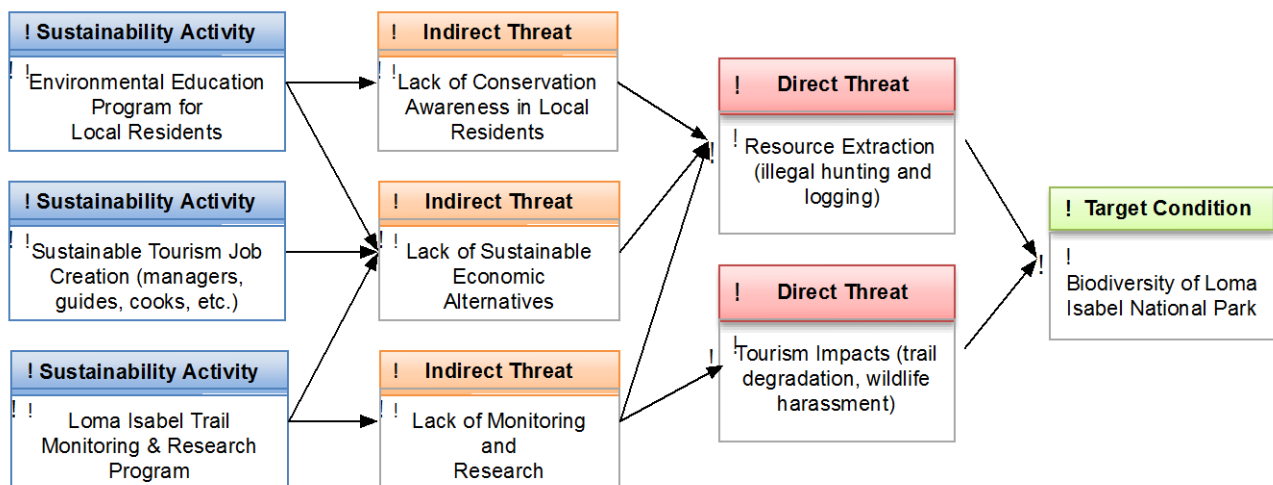 ! Sustainability Activity
! Environmental Education
Program for
Local Residents
! Sustainability Activity
! Sustainable Tourism Job
Creation (managers,
guides, cooks, etc.)
! Sustainability Activity
! Loma Isabel Trail
Monitoring & Research
Program
! Indirect Threat
! Lack of Conservation
Awareness in Local
Residents
! Indirect Threat
! Lack of Sustainable
Economic
Alternatives
! Indirect Threat
! Lack of Monitoring
and
Research
! Direct Threat
! Resource Extraction
(illegal hunting and
logging)
! Direct Threat
! Tourism Impacts (trail
degradation, wildlife
harassment)
! Target Condition
!
Biodiversity of Loma
Isabel National Park